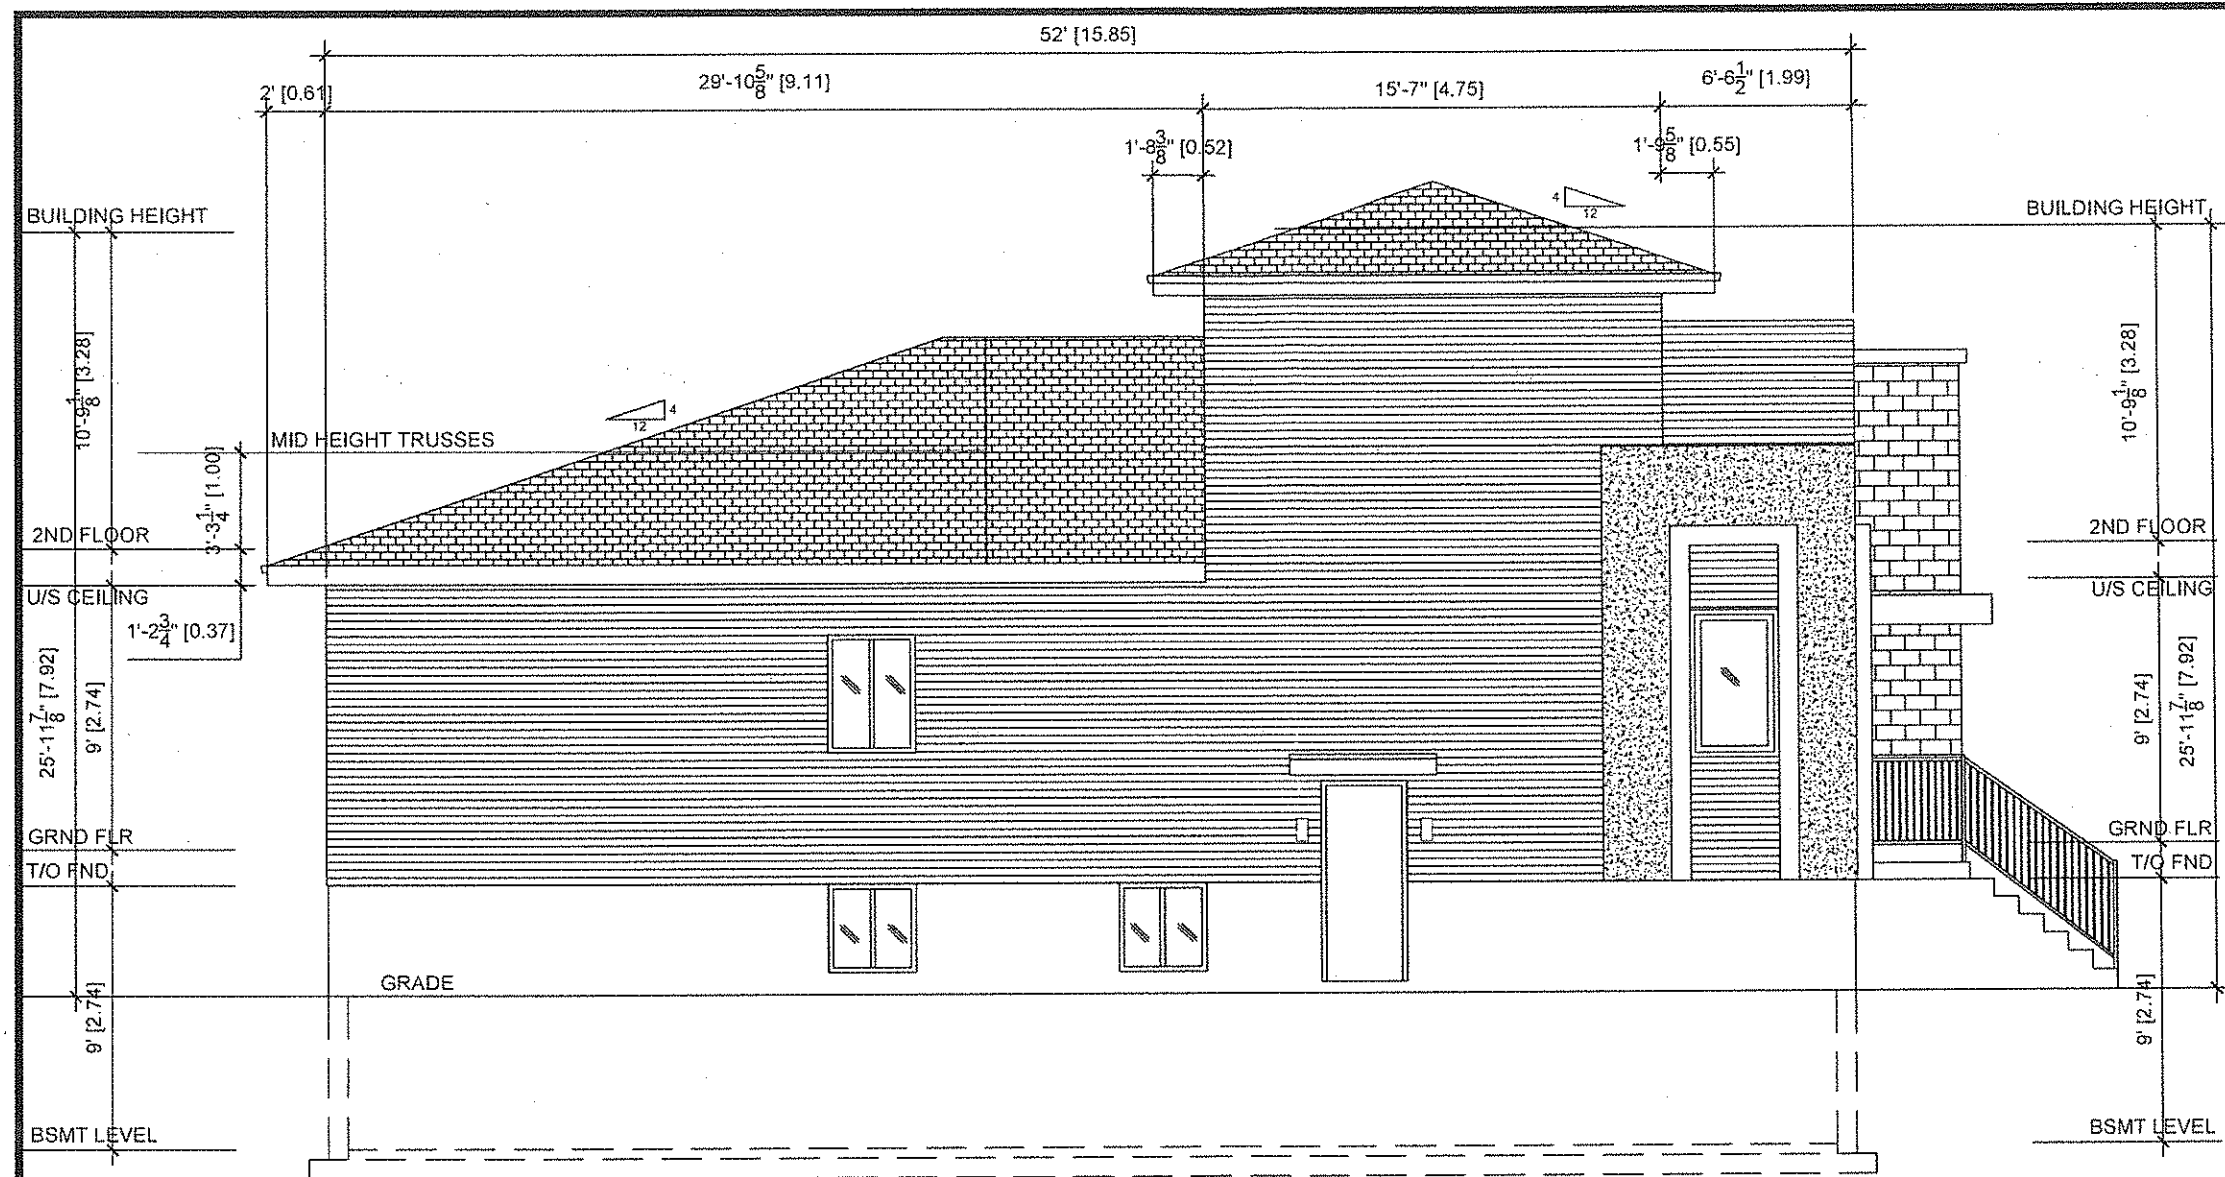 52' [15.85]
2' [0.61]
29'-10 5/8" [9.11]
15'-7" [4.75]
6'-6 1/2" [1.99]
1'-8 3/8" [0.52]
1'-9 5/8" [0.55]
4
12
BUILDING HEIGHT
BUILDING HEIGHT
10'-9 1/8" [3.28]
10'-9 1/8" [3.28]
4
12
MID HEIGHT TRUSSES
3'-3 1/4" [1.00]
2ND FLOOR
2ND FLOOR
U/S CEILING
U/S CEILING
1'-2 3/4" [0.37]
25'-11 7/8" [7.92]
9' [2.74]
9' [2.74]
25'-11 7/8" [7.92]
GRND FLR
GRND FLR
T/O FND
T/O FND
GRADE
9' [2.74]
9' [2.74]
BSMT LEVEL
BSMT LEVEL